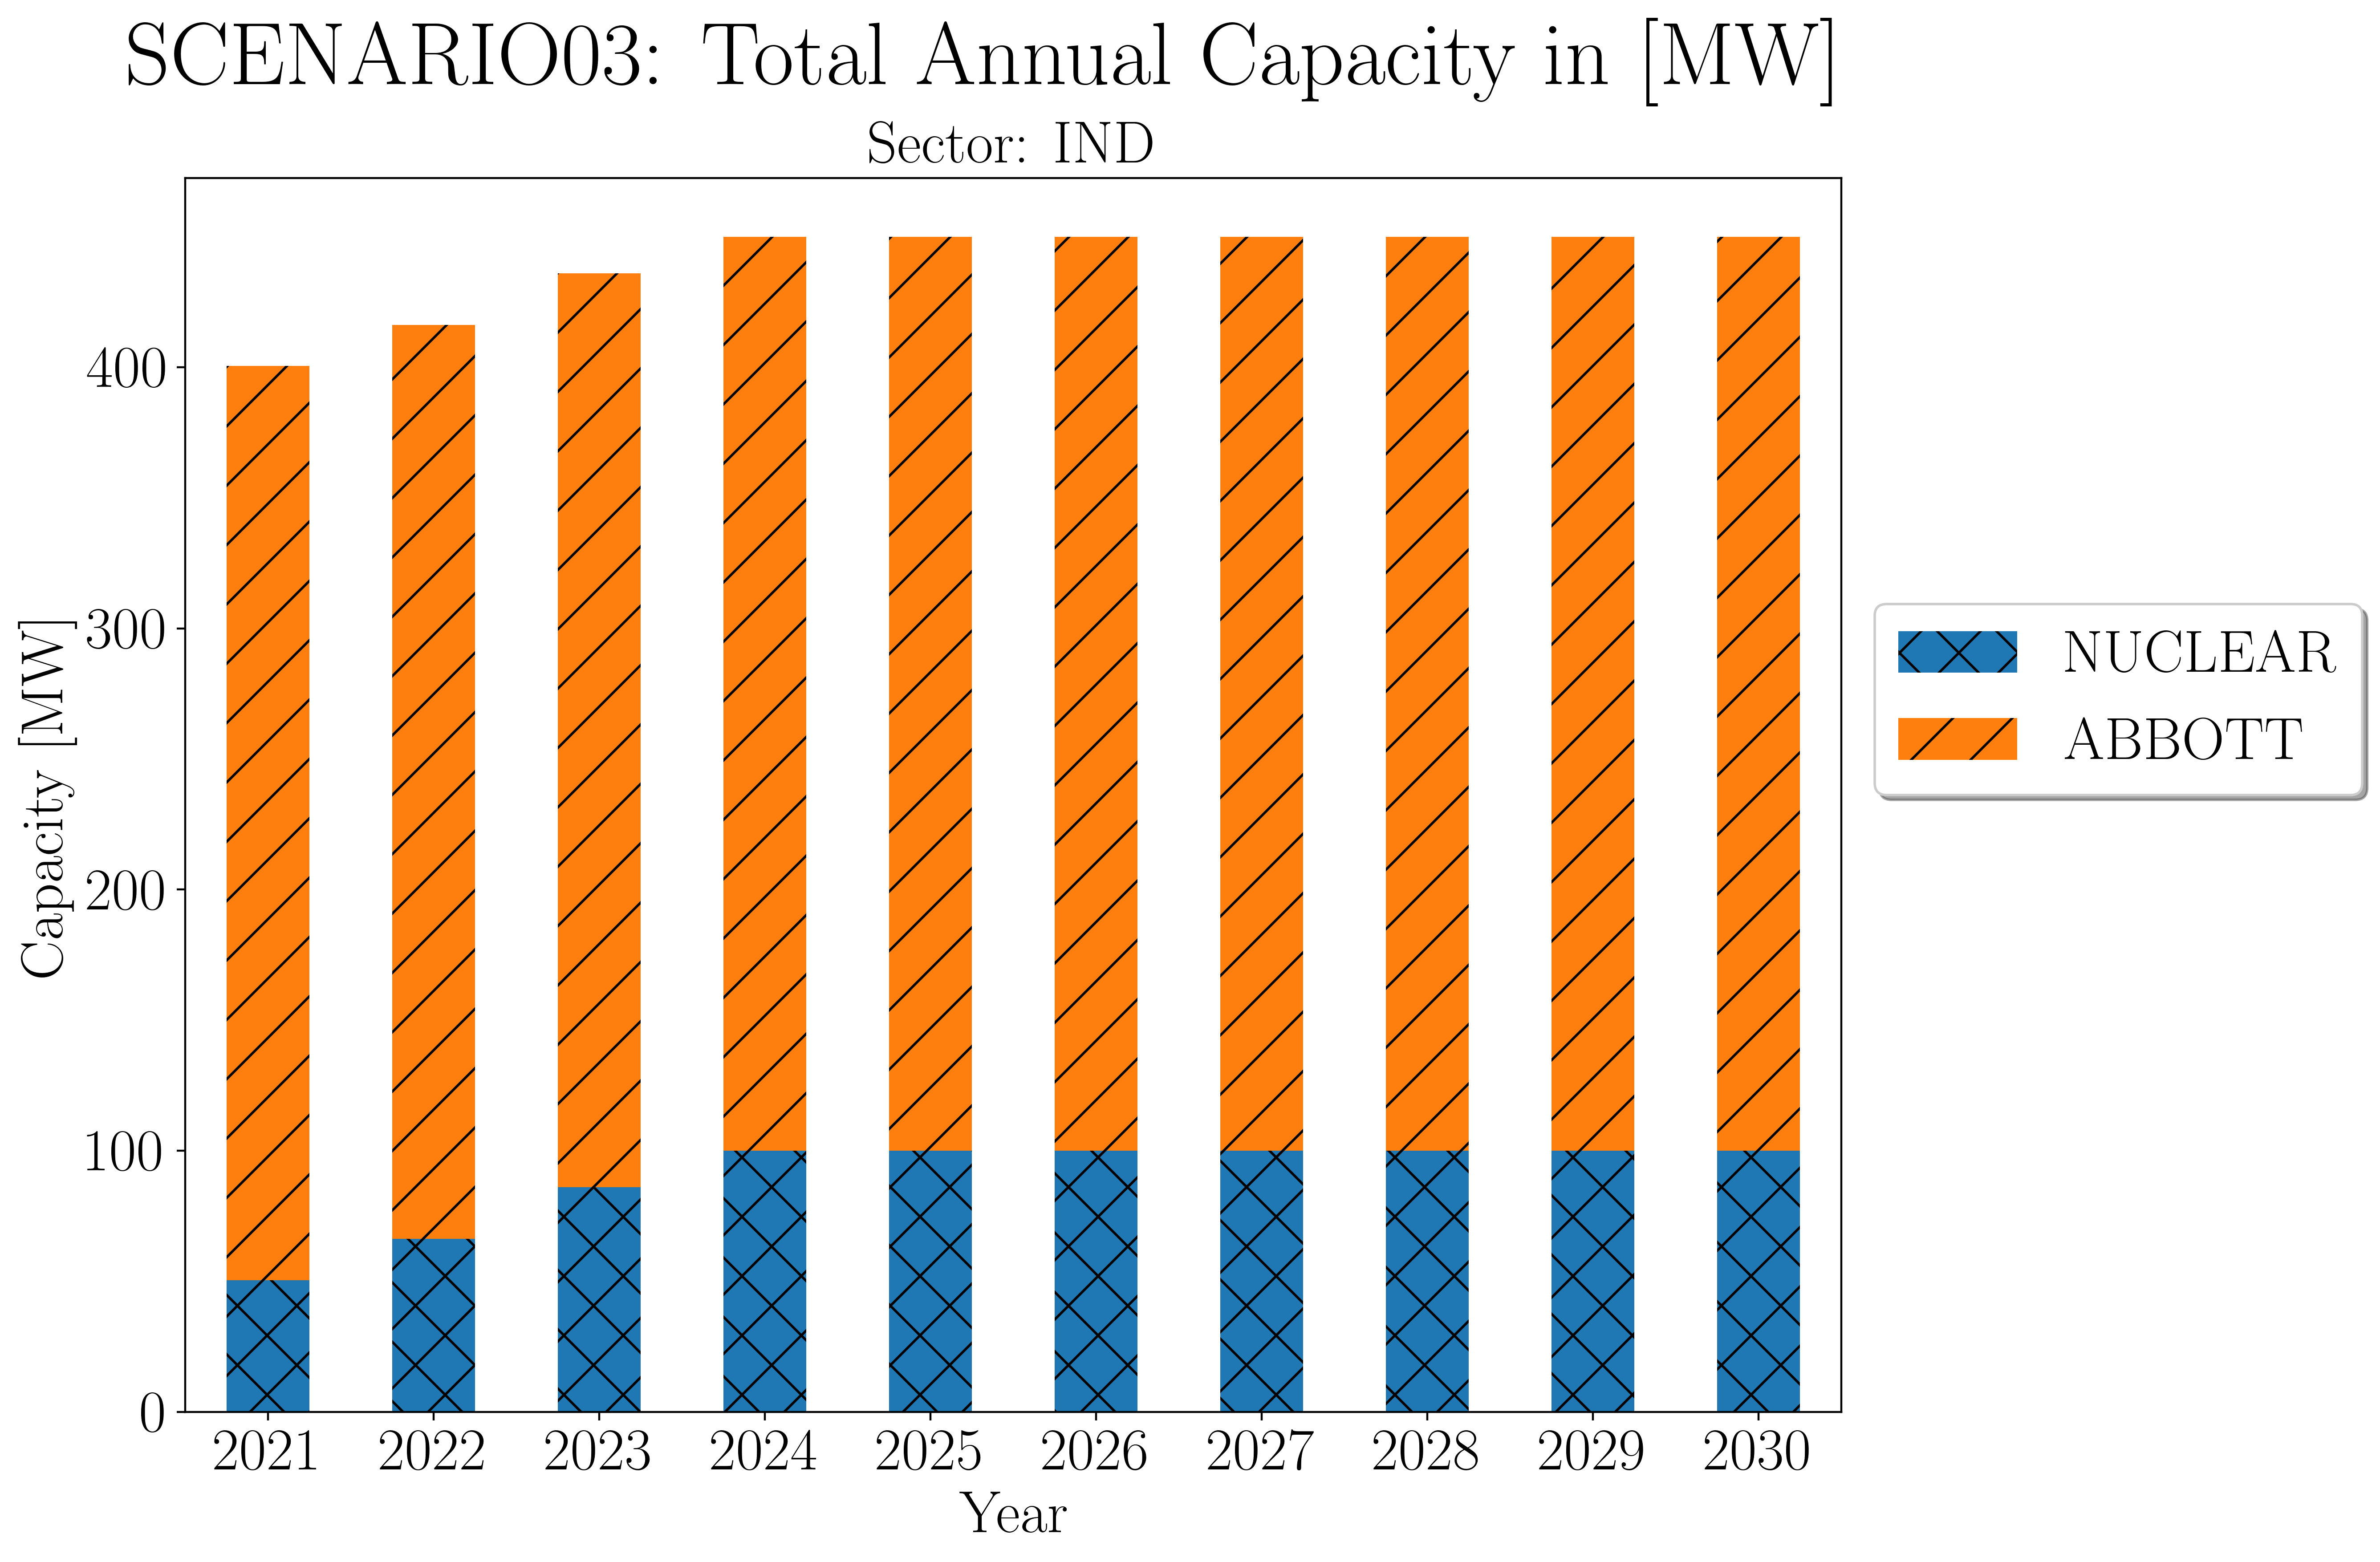 SCENARIO03: Total Annual Capacity in [MW]
Sector: IND
Capacity [MW]
400
300
200
100
0
2021 2022 2023 2024 2025 2026 2027 2028 2029 2030
Year
NUCLEAR
ABBOTT